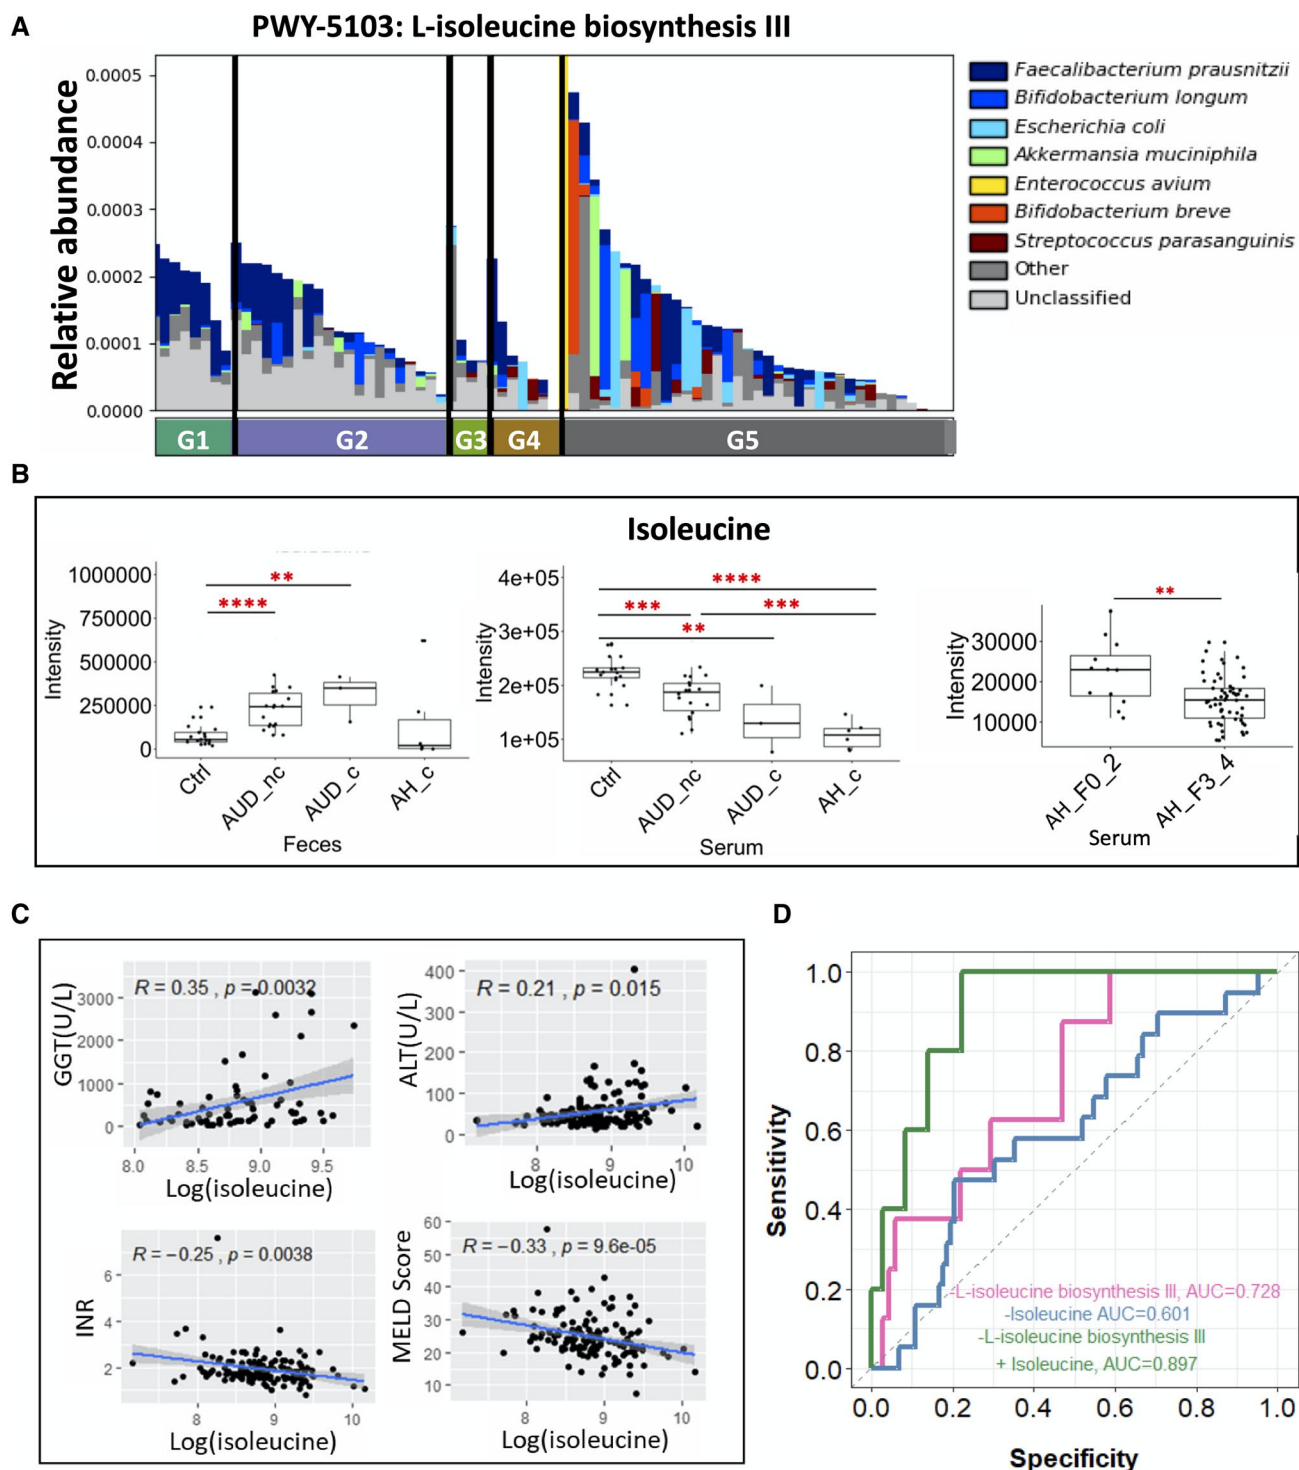 A
PWY-5103: L-isoleucine biosynthesis III
Relative abundance
0.0005
0.0004
0.0003
0.0002
0.0001
0.0000
G1 G2 G3 G4 G5
Faecalibacterium prausnitzii
Bifidobacterium longum
Escherichia coli
Akkermansia muciniphila
Enterococcus avium
Bifidobacterium breve
Streptococcus parasanguinis
Other
Unclassified
B
Isoleucine
Intensity
1000000
750000
500000
250000
0
**
****
Ctrl AUD_nc AUD_c AH_c
Feces
Intensity
4e+05
3e+05
2e+05
1e+05
****
*** ***
**
Ctrl AUD_nc AUD_c AH_c
Serum
Intensity
30000
20000
10000
**
AH_F0_2 AH_F3_4
Serum
C
GGT(U/L)
3000
2000
1000
0
R = 0.35 , p = 0.0032
8.0 8.5 9.0 9.5
Log(isoleucine)
ALT(U/L)
400
300
200
100
0
R = 0.21 , p = 0.015
8 9 10
Log(isoleucine)
INR
6
4
2
R = −0.25 , p = 0.0038
8 9 10
Log(isoleucine)
MELD Score
60
50
40
30
20
10
R = −0.33 , p = 9.6e-05
8 9 10
Log(isoleucine)
D
Sensitivity
1.0
0.8
0.6
0.4
0.2
0.0
-L-isoleucine biosynthesis III, AUC=0.728
-Isoleucine AUC=0.601
-L-isoleucine biosynthesis III
+ Isoleucine, AUC=0.897
0.0 0.2 0.4 0.6 0.8 1.0
Specificity